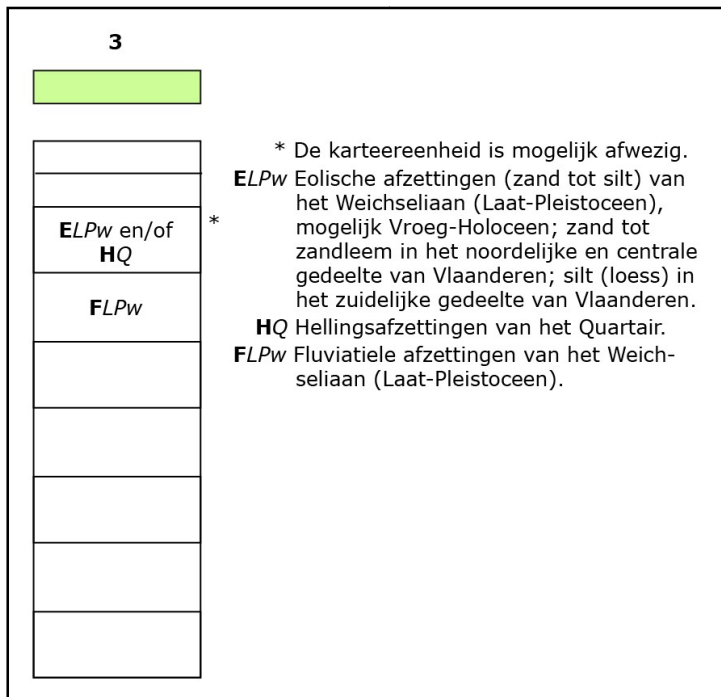 3
* De karteereenheid is mogelijk afwezig.
ELPw Eolische afzettingen (zand tot silt) van
het Weichseliaan (Laat-Pleistoceen),
mogelijk Vroeg-Holoceen; zand tot
zandleem in het noordelijke en centrale
gedeelte van Vlaanderen; silt (loess) in
het zuidelijke gedeelte van Vlaanderen.
HQ Hellingsafzettingen van het Quartair.
FLPw Fluviatiele afzettingen van het Weich-
seliaan (Laat-Pleistoceen).
ELPw en/of *
HQ
FLPw